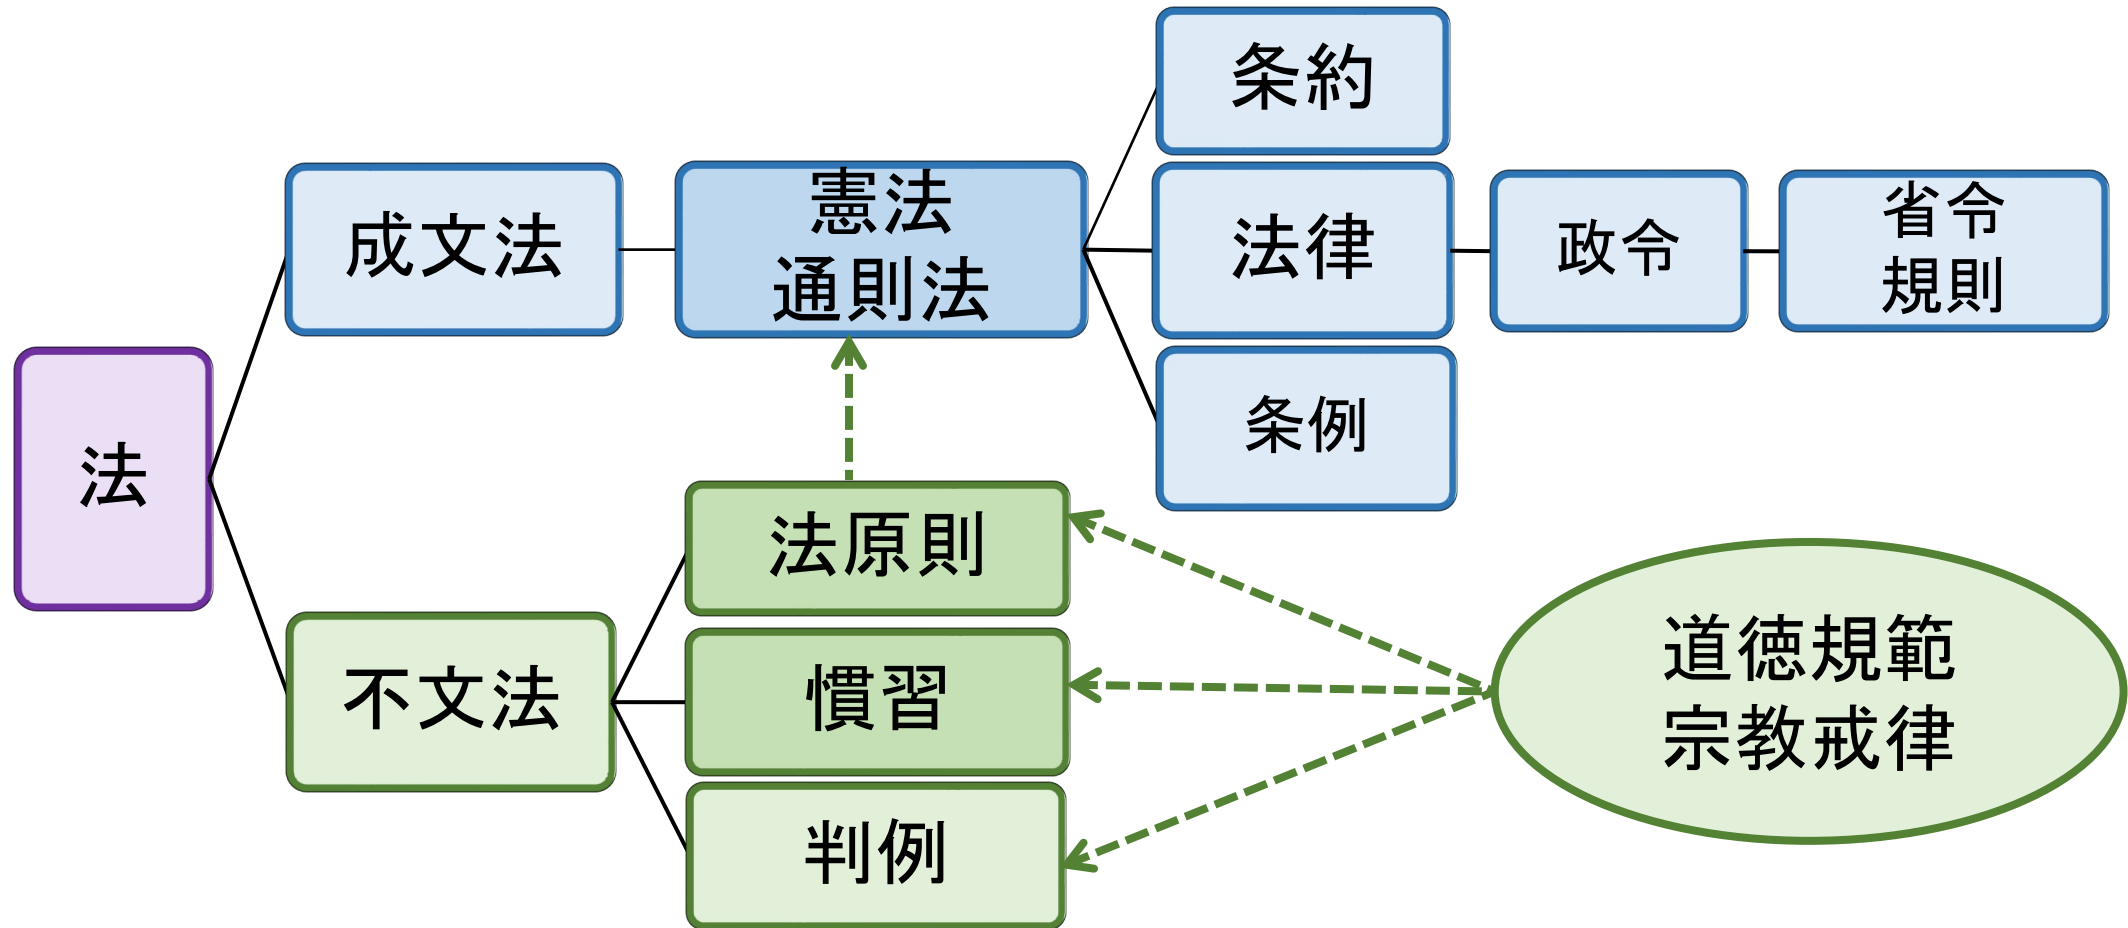 条約
成文法
憲法
通則法
法律
政令
省令
規則
条例
法
法原則
不文法
慣習
判例
道徳規範
宗教戒律